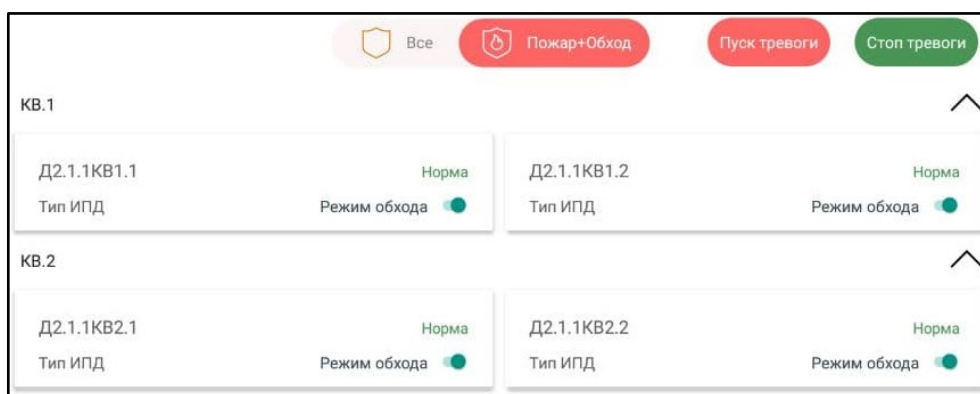 Все Пожар+Обход Пуск тревоги Стоп тревоги
КВ.1
Д2.1.1КВ1.1 Норма Д2.1.1КВ1.2 Норма
Тип ИПД Режим обхода Тип ИПД Режим обхода
КВ.2
Д2.1.1КВ2.1 Норма Д2.1.1КВ2.2 Норма
Тип ИПД Режим обхода Тип ИПД Режим обхода